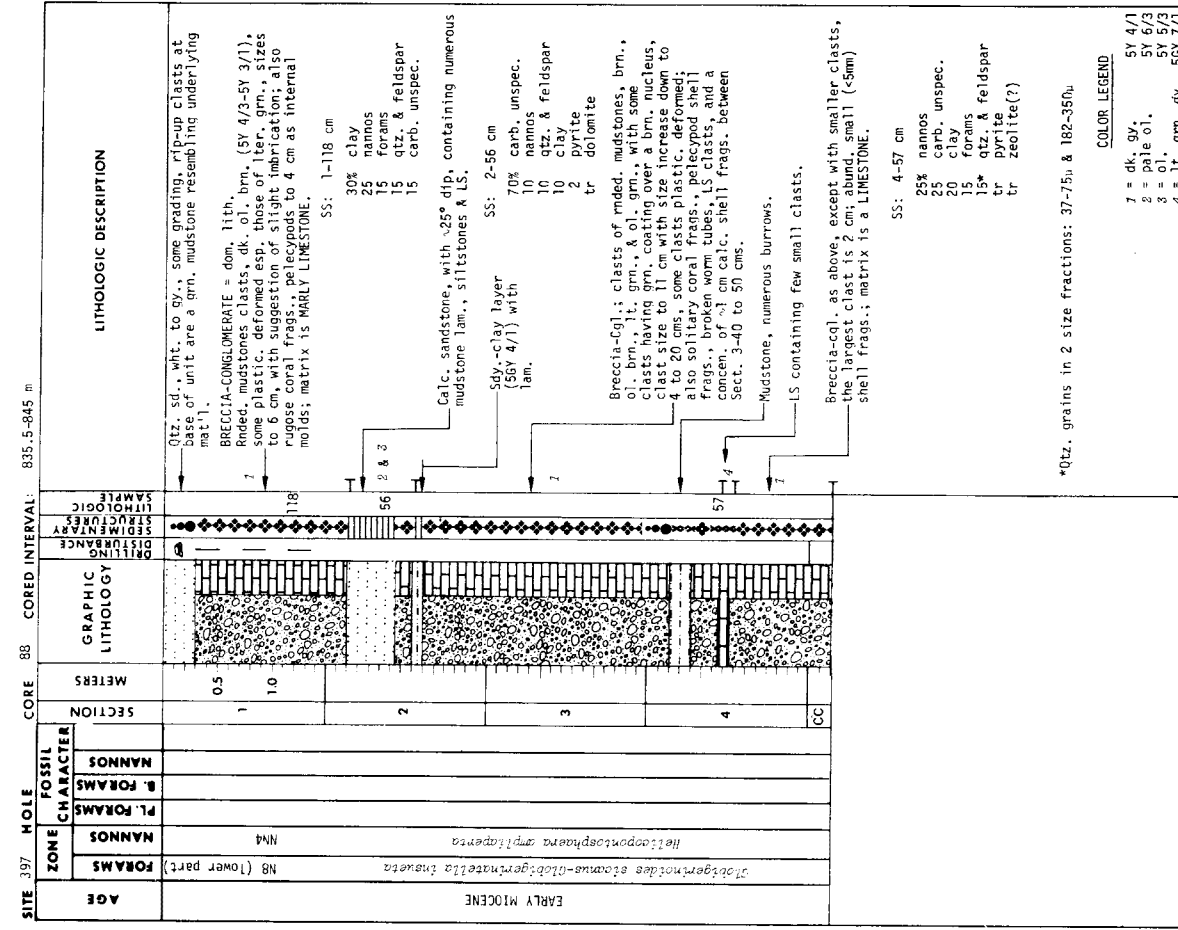 SITE 397 HOLE CORE 88 CORED INTERVAL: 835.5-845 m
AGE
ZONE
FORAMS
NANNOS
FOSSIL CHARACTER
PL. FORAMS
B. FORAMS
NANNOS
SECTION
METERS
GRAPHIC LITHOLOGY
DRILLING DISTURBANCE
SEDIMENTARY STRUCTURES
LITHOLOGIC SAMPLE
LITHOLOGIC DESCRIPTION
EARLY MIOCENE
N8 (lower part)
Globigerinoides sicanus-Globigerinatella insueta
NN4
Helicopontosphaera ampliaperta
1
2
3
4
CC
0.5
1.0
118
56
57
1
2 & 3
1
4
1
Qtz. sd., wht. to gy., some grading, rip-up clasts at
base of unit are a grn. mudstone resembling underlying
mat'l.
BRECCIA-CONGLOMERATE = dom. lith.
Rnded. mudstones clasts, dk. ol. brn. (5Y 4/3-5Y 3/1),
some plastic. deformed esp. those of lter. grn., sizes
to 6 cm, with suggestion of slight imbrication; also
rugose coral frags., pelecypods to 4 cm as internal
molds; matrix is MARLY LIMESTONE.
SS: 1-118 cm
30% clay
25 nannos
15 forams
15 qtz. & feldspar
15 carb. unspec.
Calc. sandstone, with ~25° dip, containing numerous
mudstone lam., siltstones & LS.
SS: 2-56 cm
70% carb. unspec.
10 nannos
10 qtz. & feldspar
10 clay
2 pyrite
tr dolomite
Sdy.-clay layer
(5GY 4/1) with
lam.
Breccia-Cgl.; clasts of rnded. mudstones, brn.,
ol. brn., lt. grn., & ol. grn., with some
clasts having grn. coating over a brn. nucleus,
clast size to 11 cm with size increase down to
4 to 20 cms, some clasts plastic. deformed;
also solitary coral frags., pelecypod shell
frags., broken worm tubes, LS clasts, and a
concen. of ~1 cm calc. shell frags. between
Sect. 3-40 to 50 cms.
Mudstone, numerous burrows.
LS containing few small clasts.
Breccia-cgl. as above, except with smaller clasts,
the largest clast is 2 cm; abund. small (<5mm)
shell frags.; matrix is a LIMESTONE.
SS: 4-57 cm
25% nannos
25 carb. unspec.
20 clay
15 forams
15* qtz. & feldspar
tr pyrite
tr zeolite(?)
*Qtz. grains in 2 size fractions: 37-75µ & 182-350µ
COLOR LEGEND
1 = dk. gy. 5Y 4/1
2 = pale ol. 5Y 6/3
3 = ol. 5Y 5/3
4 = lt. grn. gy. 5GY 7/1